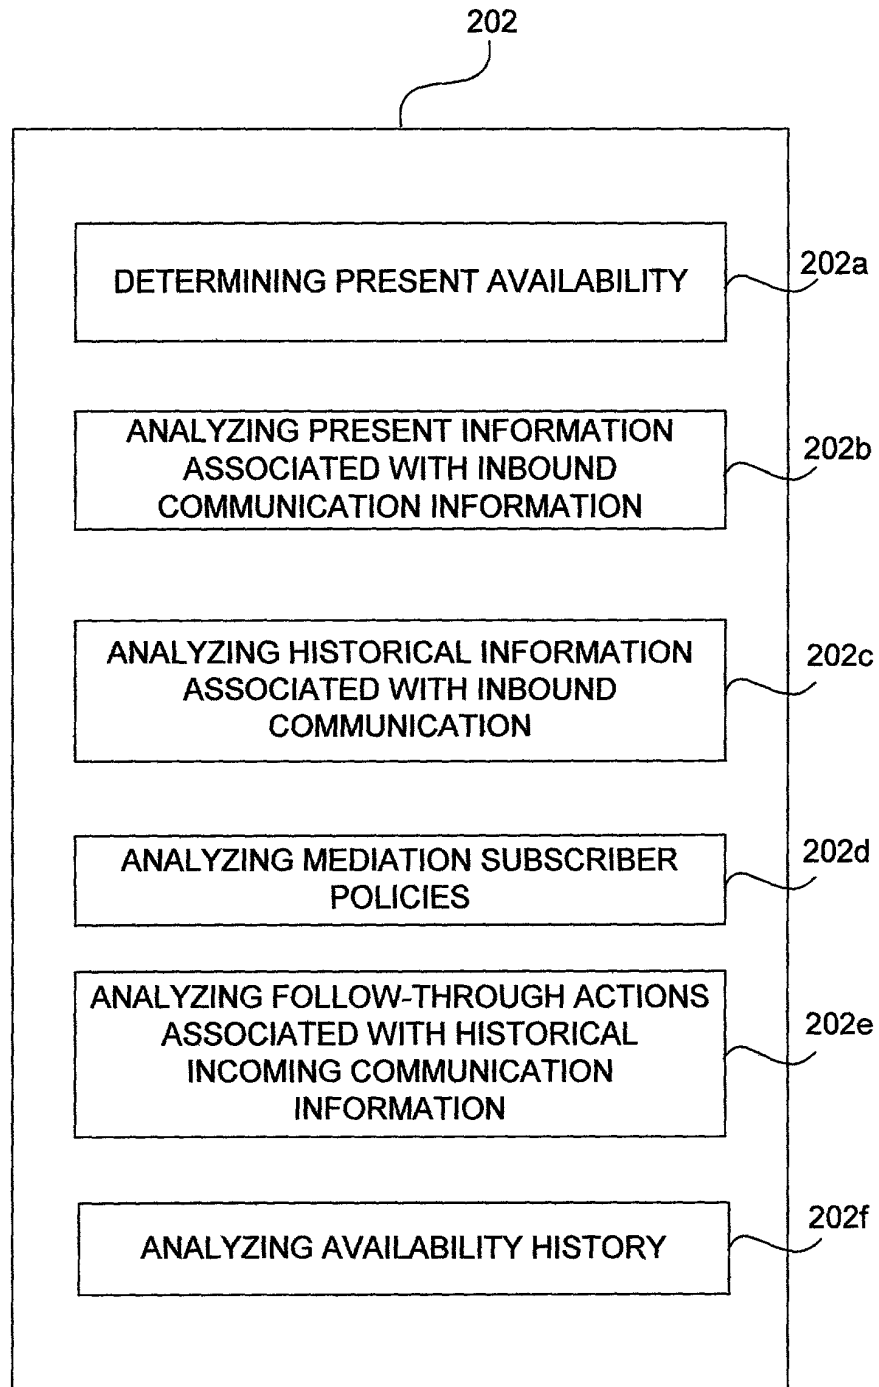 202
DETERMINING PRESENT AVAILABILITY
202a
ANALYZING PRESENT INFORMATION
ASSOCIATED WITH INBOUND
COMMUNICATION INFORMATION
202b
ANALYZING HISTORICAL INFORMATION
ASSOCIATED WITH INBOUND
COMMUNICATION
202c
ANALYZING MEDIATION SUBSCRIBER
POLICIES
202d
ANALYZING FOLLOW-THROUGH ACTIONS
ASSOCIATED WITH HISTORICAL
INCOMING COMMUNICATION
INFORMATION
202e
ANALYZING AVAILABILITY HISTORY
202f